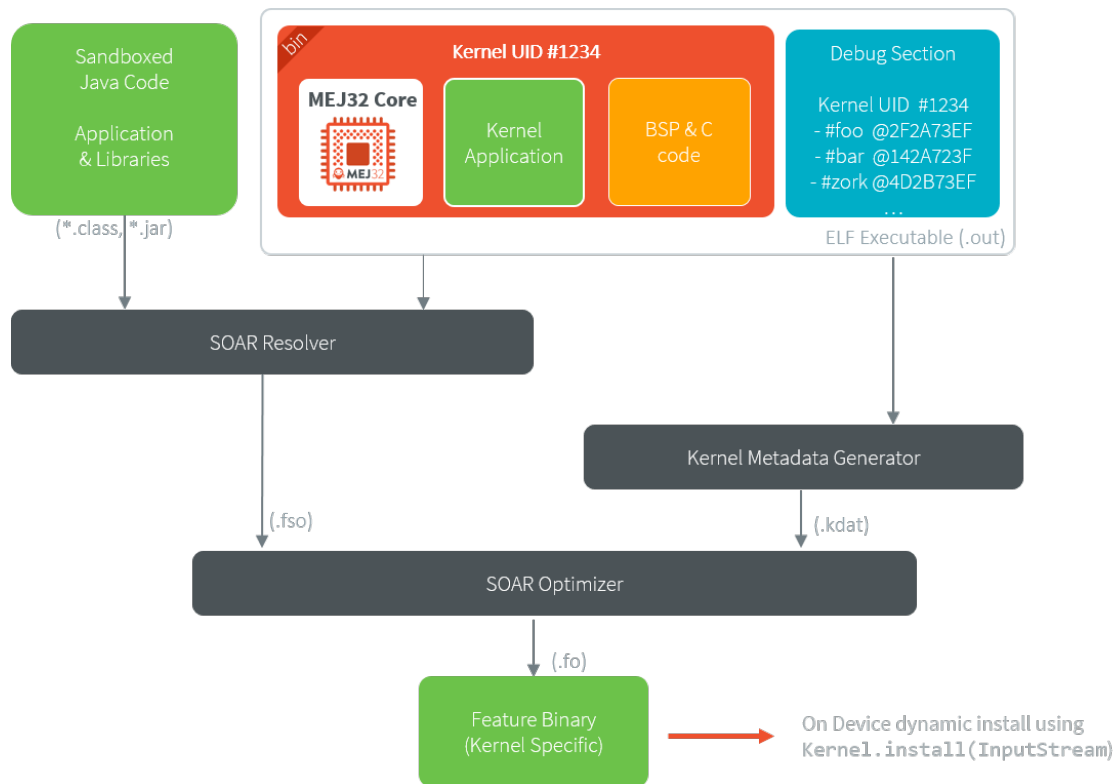 Sandboxed
Java Code
Application
& Libraries
(*.class, *.jar)
bin
Kernel UID #1234
MEJ32 Core
MEJ32
Kernel
Application
BSP & C
code
Debug Section
Kernel UID #1234
- #foo @2F2A73EF
- #bar @142A723F
- #zork @4D2B73EF
...
ELF Executable (.out)
SOAR Resolver
Kernel Metadata Generator
(.fso)
(.kdat)
SOAR Optimizer
(.fo)
Feature Binary
(Kernel Specific)
On Device dynamic install using
Kernel.install(InputStream)